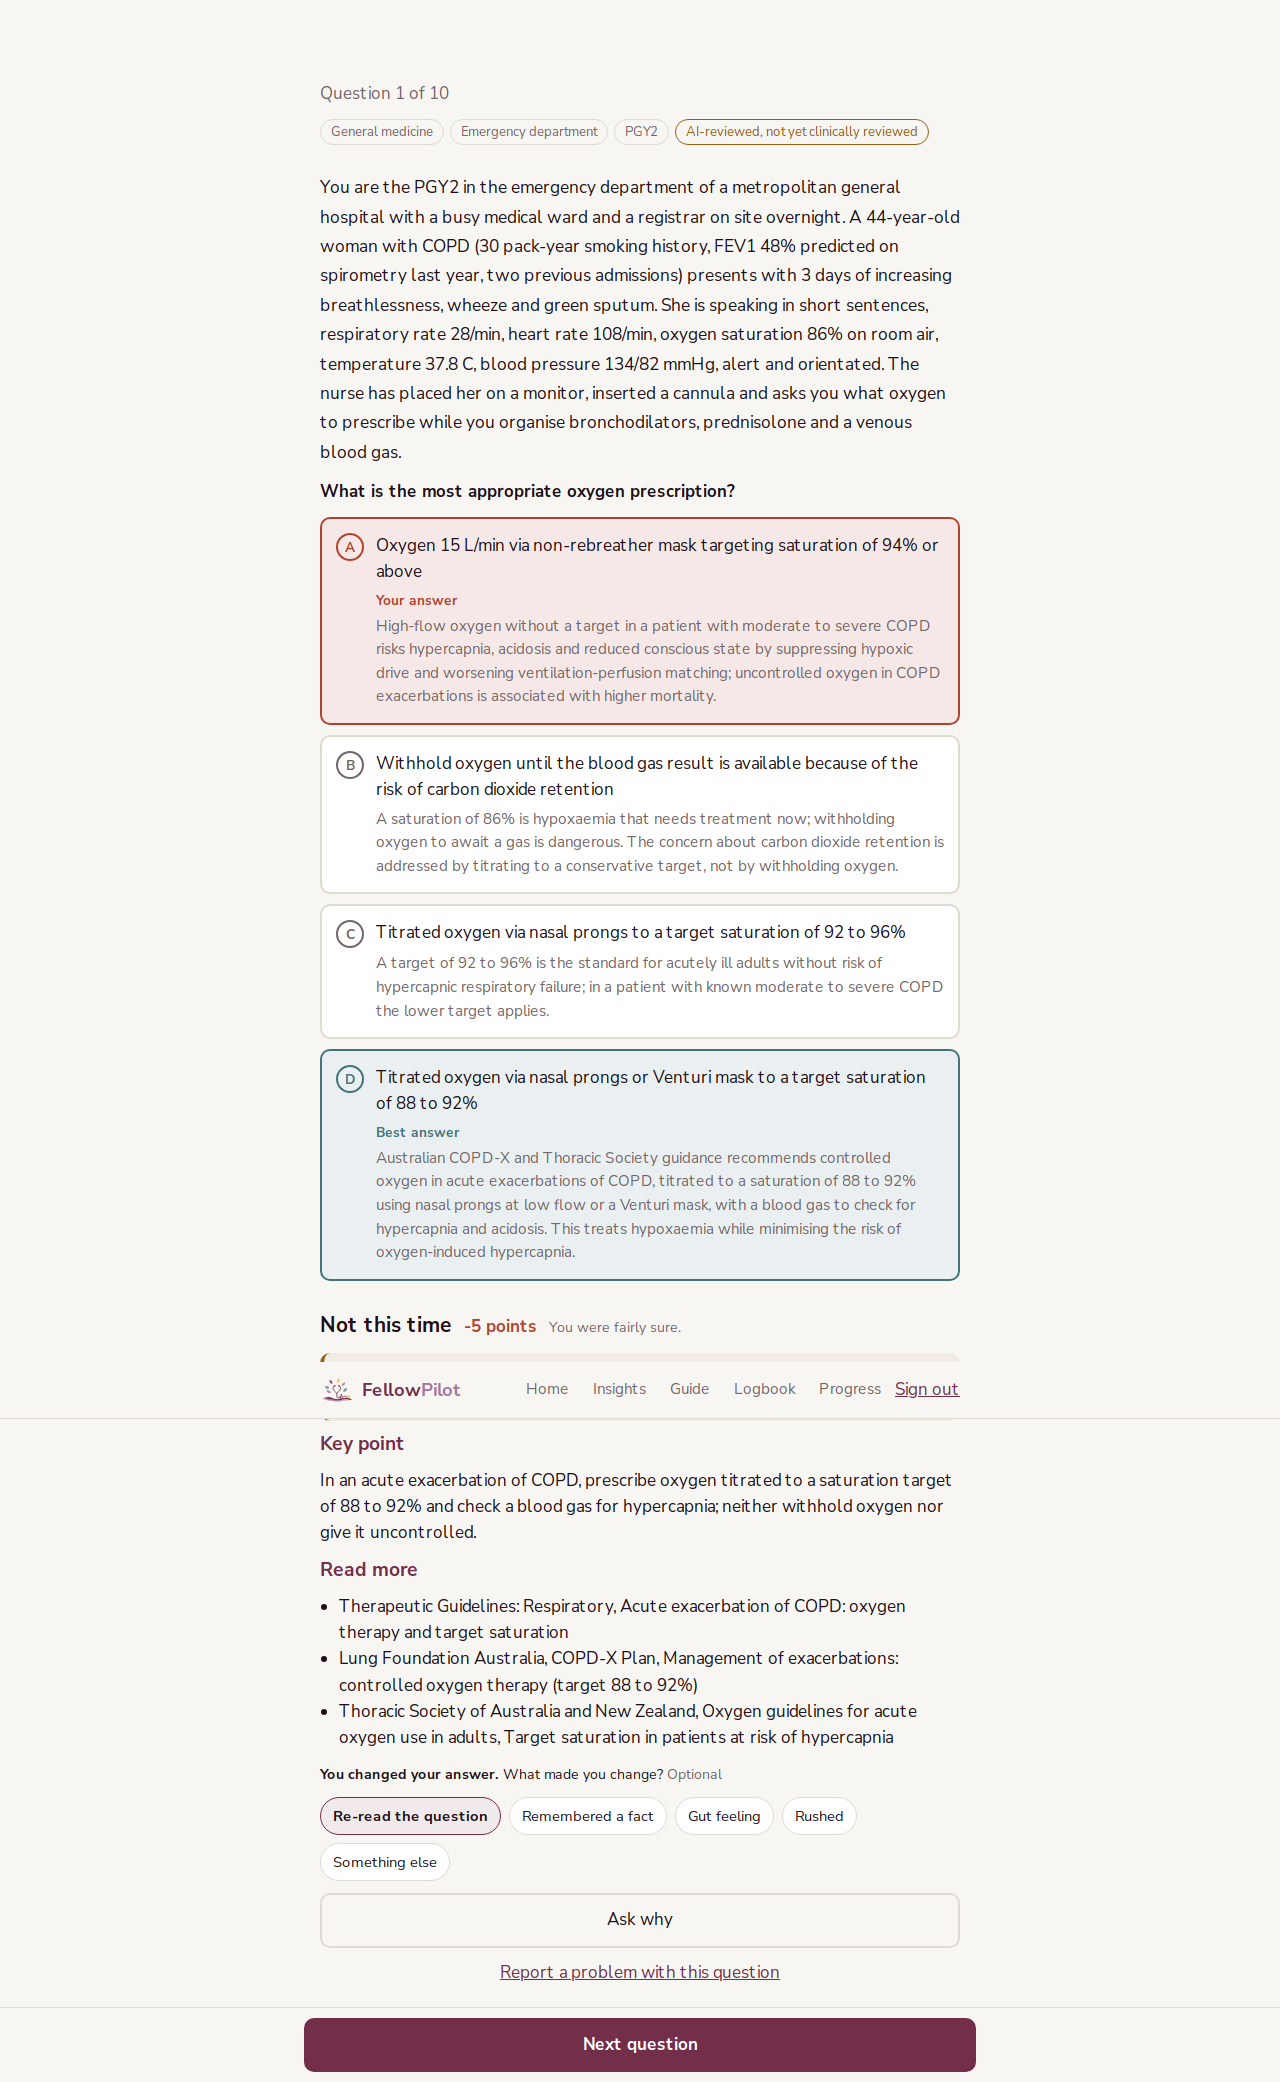 Question 1 of 10
General medicine
Emergency department
PGY2
AI-reviewed, not yet clinically reviewed
You are the PGY2 in the emergency department of a metropolitan general
hospital with a busy medical ward and a registrar on site overnight. A 44-year-old
woman with COPD (30 pack-year smoking history, FEV1 48% predicted on
spirometry last year, two previous admissions) presents with 3 days of increasing
breathlessness, wheeze and green sputum. She is speaking in short sentences,
respiratory rate 28/min, heart rate 108/min, oxygen saturation 86% on room air,
temperature 37.8 C, blood pressure 134/82 mmHg, alert and orientated. The
nurse has placed her on a monitor, inserted a cannula and asks you what oxygen
to prescribe while you organise bronchodilators, prednisolone and a venous
blood gas.
What is the most appropriate oxygen prescription?
A
Oxygen 15 L/min via non-rebreather mask targeting saturation of 94% or
above
Your answer
High-flow oxygen without a target in a patient with moderate to severe COPD
risks hypercapnia, acidosis and reduced conscious state by suppressing hypoxic
drive and worsening ventilation-perfusion matching; uncontrolled oxygen in COPD
exacerbations is associated with higher mortality.
B
Withhold oxygen until the blood gas result is available because of the
risk of carbon dioxide retention
A saturation of 86% is hypoxaemia that needs treatment now; withholding
oxygen to await a gas is dangerous. The concern about carbon dioxide retention is
addressed by titrating to a conservative target, not by withholding oxygen.
C
Titrated oxygen via nasal prongs to a target saturation of 92 to 96%
A target of 92 to 96% is the standard for acutely ill adults without risk of
hypercapnic respiratory failure; in a patient with known moderate to severe COPD
the lower target applies.
D
Titrated oxygen via nasal prongs or Venturi mask to a target saturation
of 88 to 92%
Best answer
Australian COPD-X and Thoracic Society guidance recommends controlled
oxygen in acute exacerbations of COPD, titrated to a saturation of 88 to 92%
using nasal prongs at low flow or a Venturi mask, with a blood gas to check for
hypercapnia and acidosis. This treats hypoxaemia while minimising the risk of
oxygen-induced hypercapnia.
Not this time -5 points You were fairly sure.
FellowPilot
Home
Insights
Guide
Logbook
Progress
Sign out
Key point
In an acute exacerbation of COPD, prescribe oxygen titrated to a saturation target
of 88 to 92% and check a blood gas for hypercapnia; neither withhold oxygen nor
give it uncontrolled.
Read more
• Therapeutic Guidelines: Respiratory, Acute exacerbation of COPD: oxygen
therapy and target saturation
• Lung Foundation Australia, COPD-X Plan, Management of exacerbations:
controlled oxygen therapy (target 88 to 92%)
• Thoracic Society of Australia and New Zealand, Oxygen guidelines for acute
oxygen use in adults, Target saturation in patients at risk of hypercapnia
You changed your answer. What made you change? Optional
Re-read the question
Remembered a fact
Gut feeling
Rushed
Something else
Ask why
Report a problem with this question
Next question